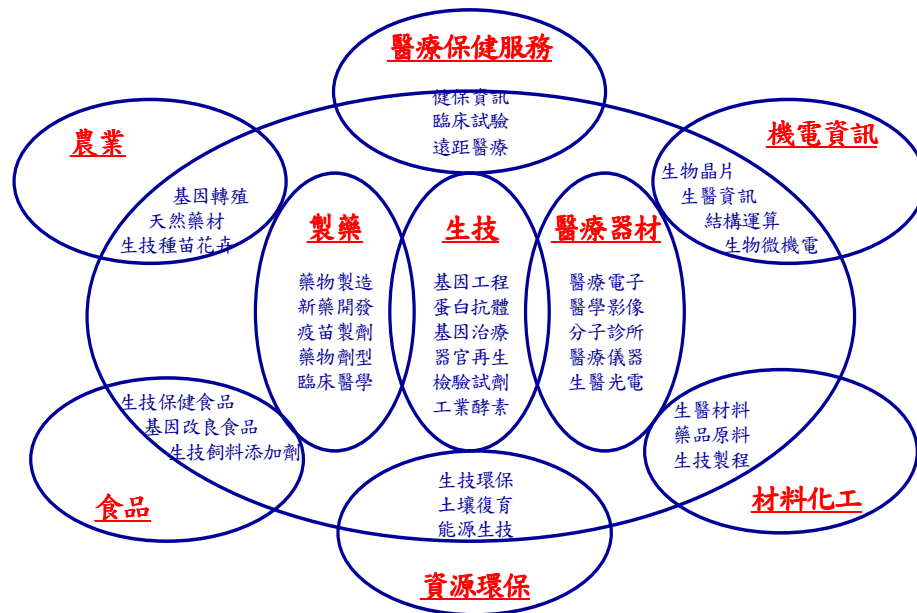 醫療保健服務
健保資訊
臨床試驗
遠距醫療
農業
基因轉殖
天然藥材
生技種苗花卉
機電資訊
生物晶片
生醫資訊
結構運算
生物微機電
製藥
藥物製造
新藥開發
疫苗製劑
藥物劑型
臨床醫學
生技
基因工程
蛋白抗體
基因治療
器官再生
檢驗試劑
工業酵素
醫療器材
醫療電子
醫學影像
分子診所
醫療儀器
生醫光電
生技保健食品
基因改良食品
生技飼料添加劑
食品
生技環保
土壤復育
能源生技
資源環保
生醫材料
藥品原料
生技製程
材料化工